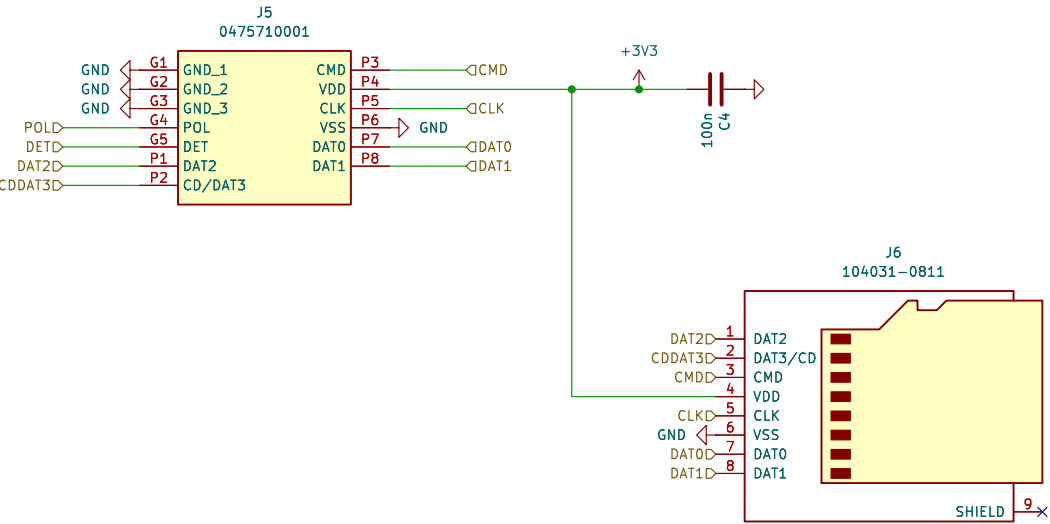 J5
0475710001
GND G1 GND_1
GND G2 GND_2
GND G3 GND_3
POL G4 POL
DET G5 DET
DAT2 P1 DAT2
CDDAT3 P2 CD/DAT3
CMD P3 CMD
VDD P4
CLK P5 CLK
VSS P6 GND
DAT0 P7 DAT0
DAT1 P8 DAT1
+3V3
100n
C4
J6
104031-0811
DAT2 1 DAT2
CDDAT3 2 DAT3/CD
CMD 3 CMD
4 VDD
CLK 5 CLK
GND 6 VSS
DAT0 7 DAT0
DAT1 8 DAT1
SHIELD 9